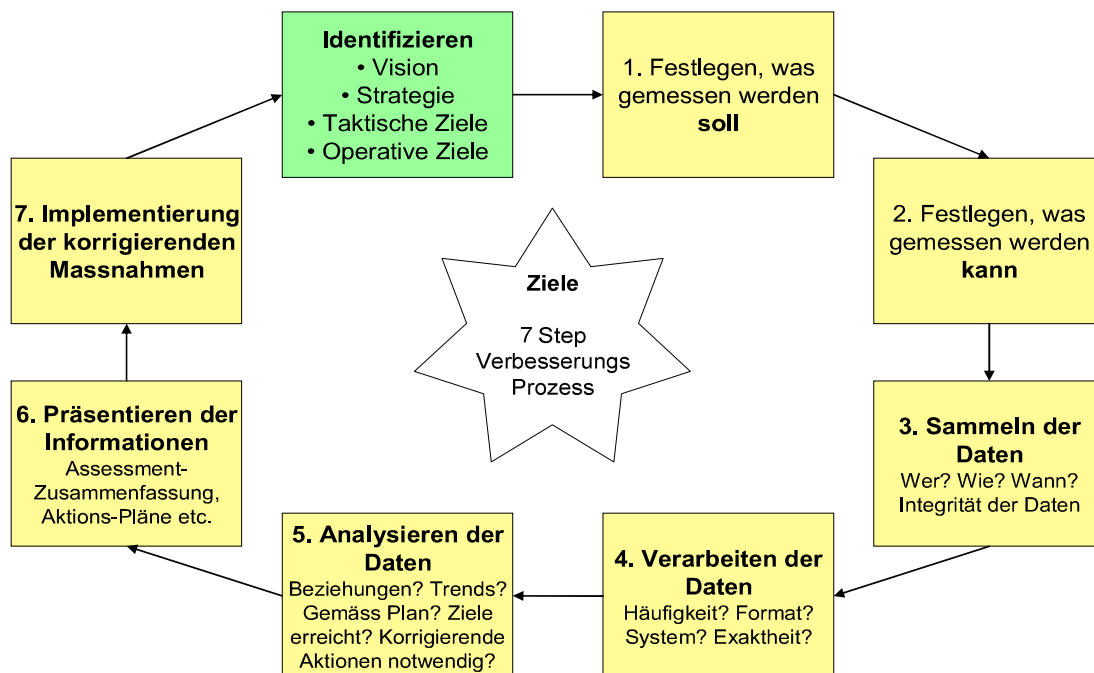 Identifizieren
• Vision
• Strategie
• Taktische Ziele
• Operative Ziele
1. Festlegen, was
gemessen werden
soll
2. Festlegen, was
gemessen werden
kann
3. Sammeln der
Daten
Wer? Wie? Wann?
Integrität der Daten
4. Verarbeiten der
Daten
Häufigkeit? Format?
System? Exaktheit?
5. Analysieren der
Daten
Beziehungen? Trends?
Gemäss Plan? Ziele
erreicht? Korrigierende
Aktionen notwendig?
6. Präsentieren der
Informationen
Assessment-
Zusammenfassung,
Aktions-Pläne etc.
7. Implementierung
der korrigierenden
Massnahmen
Ziele
7 Step
Verbesserungs
Prozess